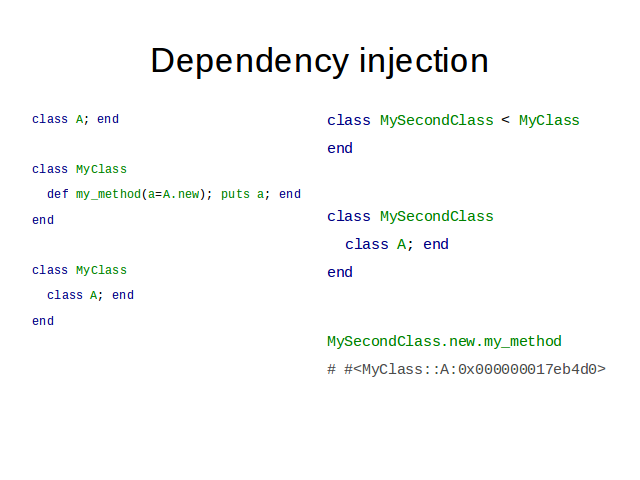 Dependency injection
class A; end
class MyClass
def my_method(a=A.new); puts a; end
end
class MyClass
class A; end
end
class MySecondClass < MyClass
end
class MySecondClass
class A; end
end
MySecondClass.new.my_method
# #<MyClass::A:0x000000017eb4d0>